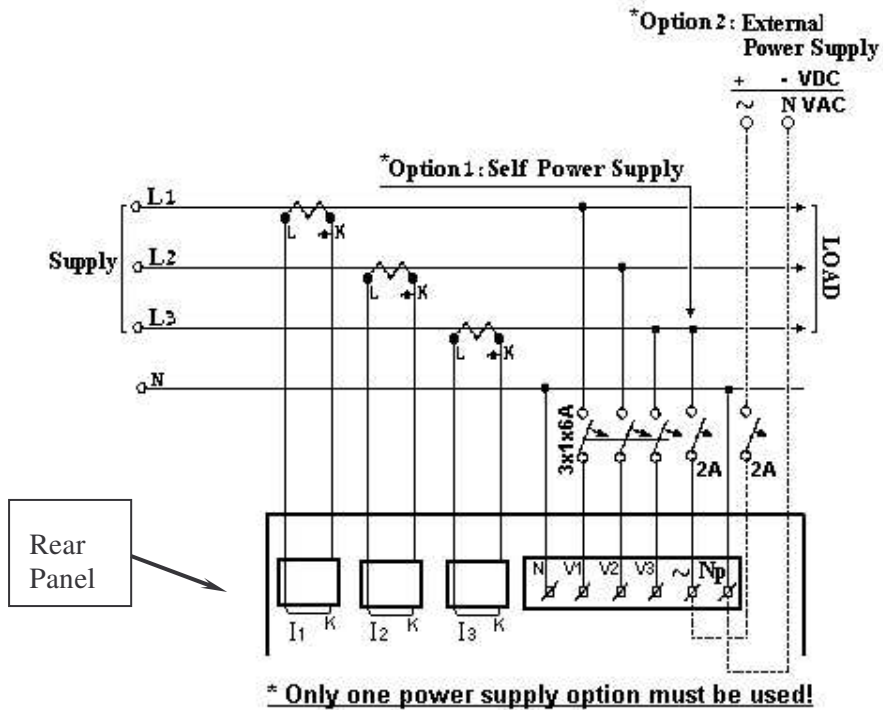 *Option 2: External
Power Supply
+ - VDC
~ N VAC
*Option 1: Self Power Supply
L1
L K
L2
L K
Supply
LOAD
L3
L K
N
3x1x6A
2A
2A
Rear
Panel
N V1 V2 V3 ~ Np
I1 K
I2 K
I3 K
* Only one power supply option must be used!